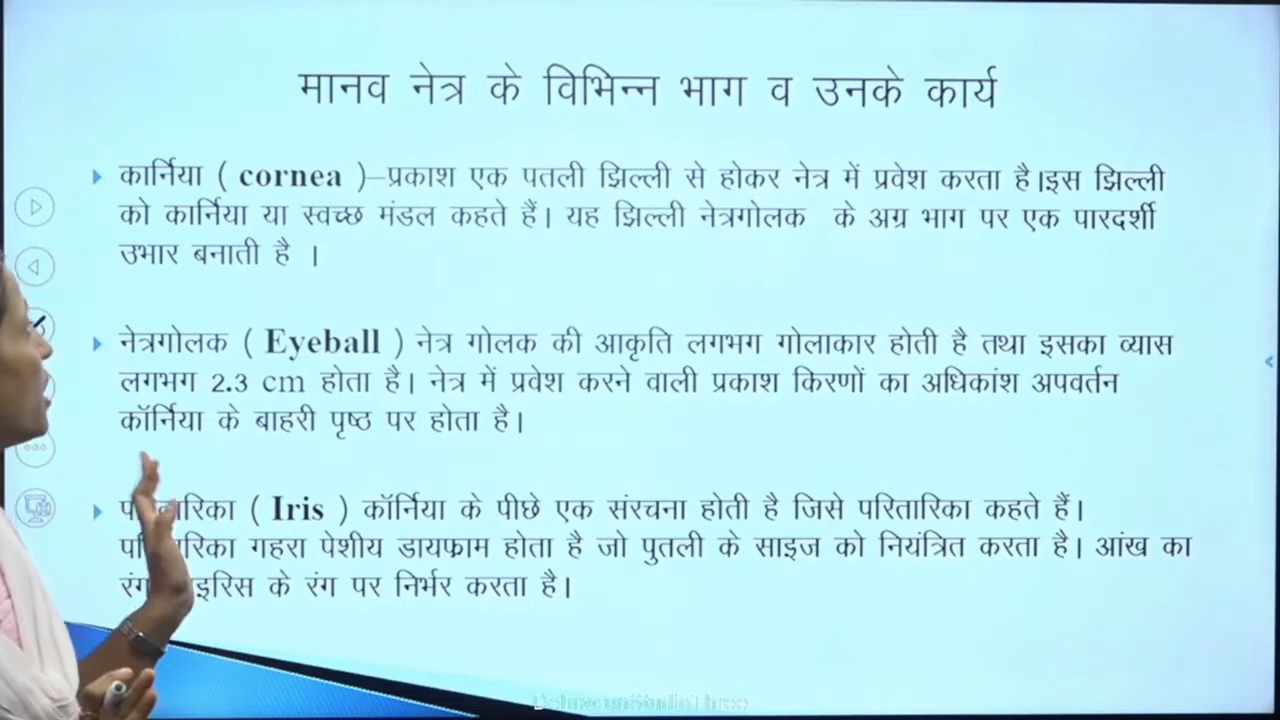 मानव नेत्र के विभिन्न भाग व उनके कार्य
कार्निया ( cornea )–प्रकाश एक पतली झिल्ली से होकर नेत्र में प्रवेश करता है।इस झिल्ली
को कार्निया या स्वच्छ मंडल कहते हैं। यह झिल्ली नेत्रगोलक के अग्र भाग पर एक पारदर्शी
उभार बनाती है ।
नेत्रगोलक ( Eyeball ) नेत्र गोलक की आकृति लगभग गोलाकार होती है तथा इसका व्यास
लगभग 2.3 cm होता है। नेत्र में प्रवेश करने वाली प्रकाश किरणों का अधिकांश अपवर्तन
कॉर्निया के बाहरी पृष्ठ पर होता है।
( Iris ) कॉर्निया के पीछे एक संरचना होती है जिसे परितारिका कहते हैं।
गहरा पेशीय डायफ्राम होता है जो पुतली के साइज को नियंत्रित करता है। आंख का
रंग के रंग पर निर्भर करता है।